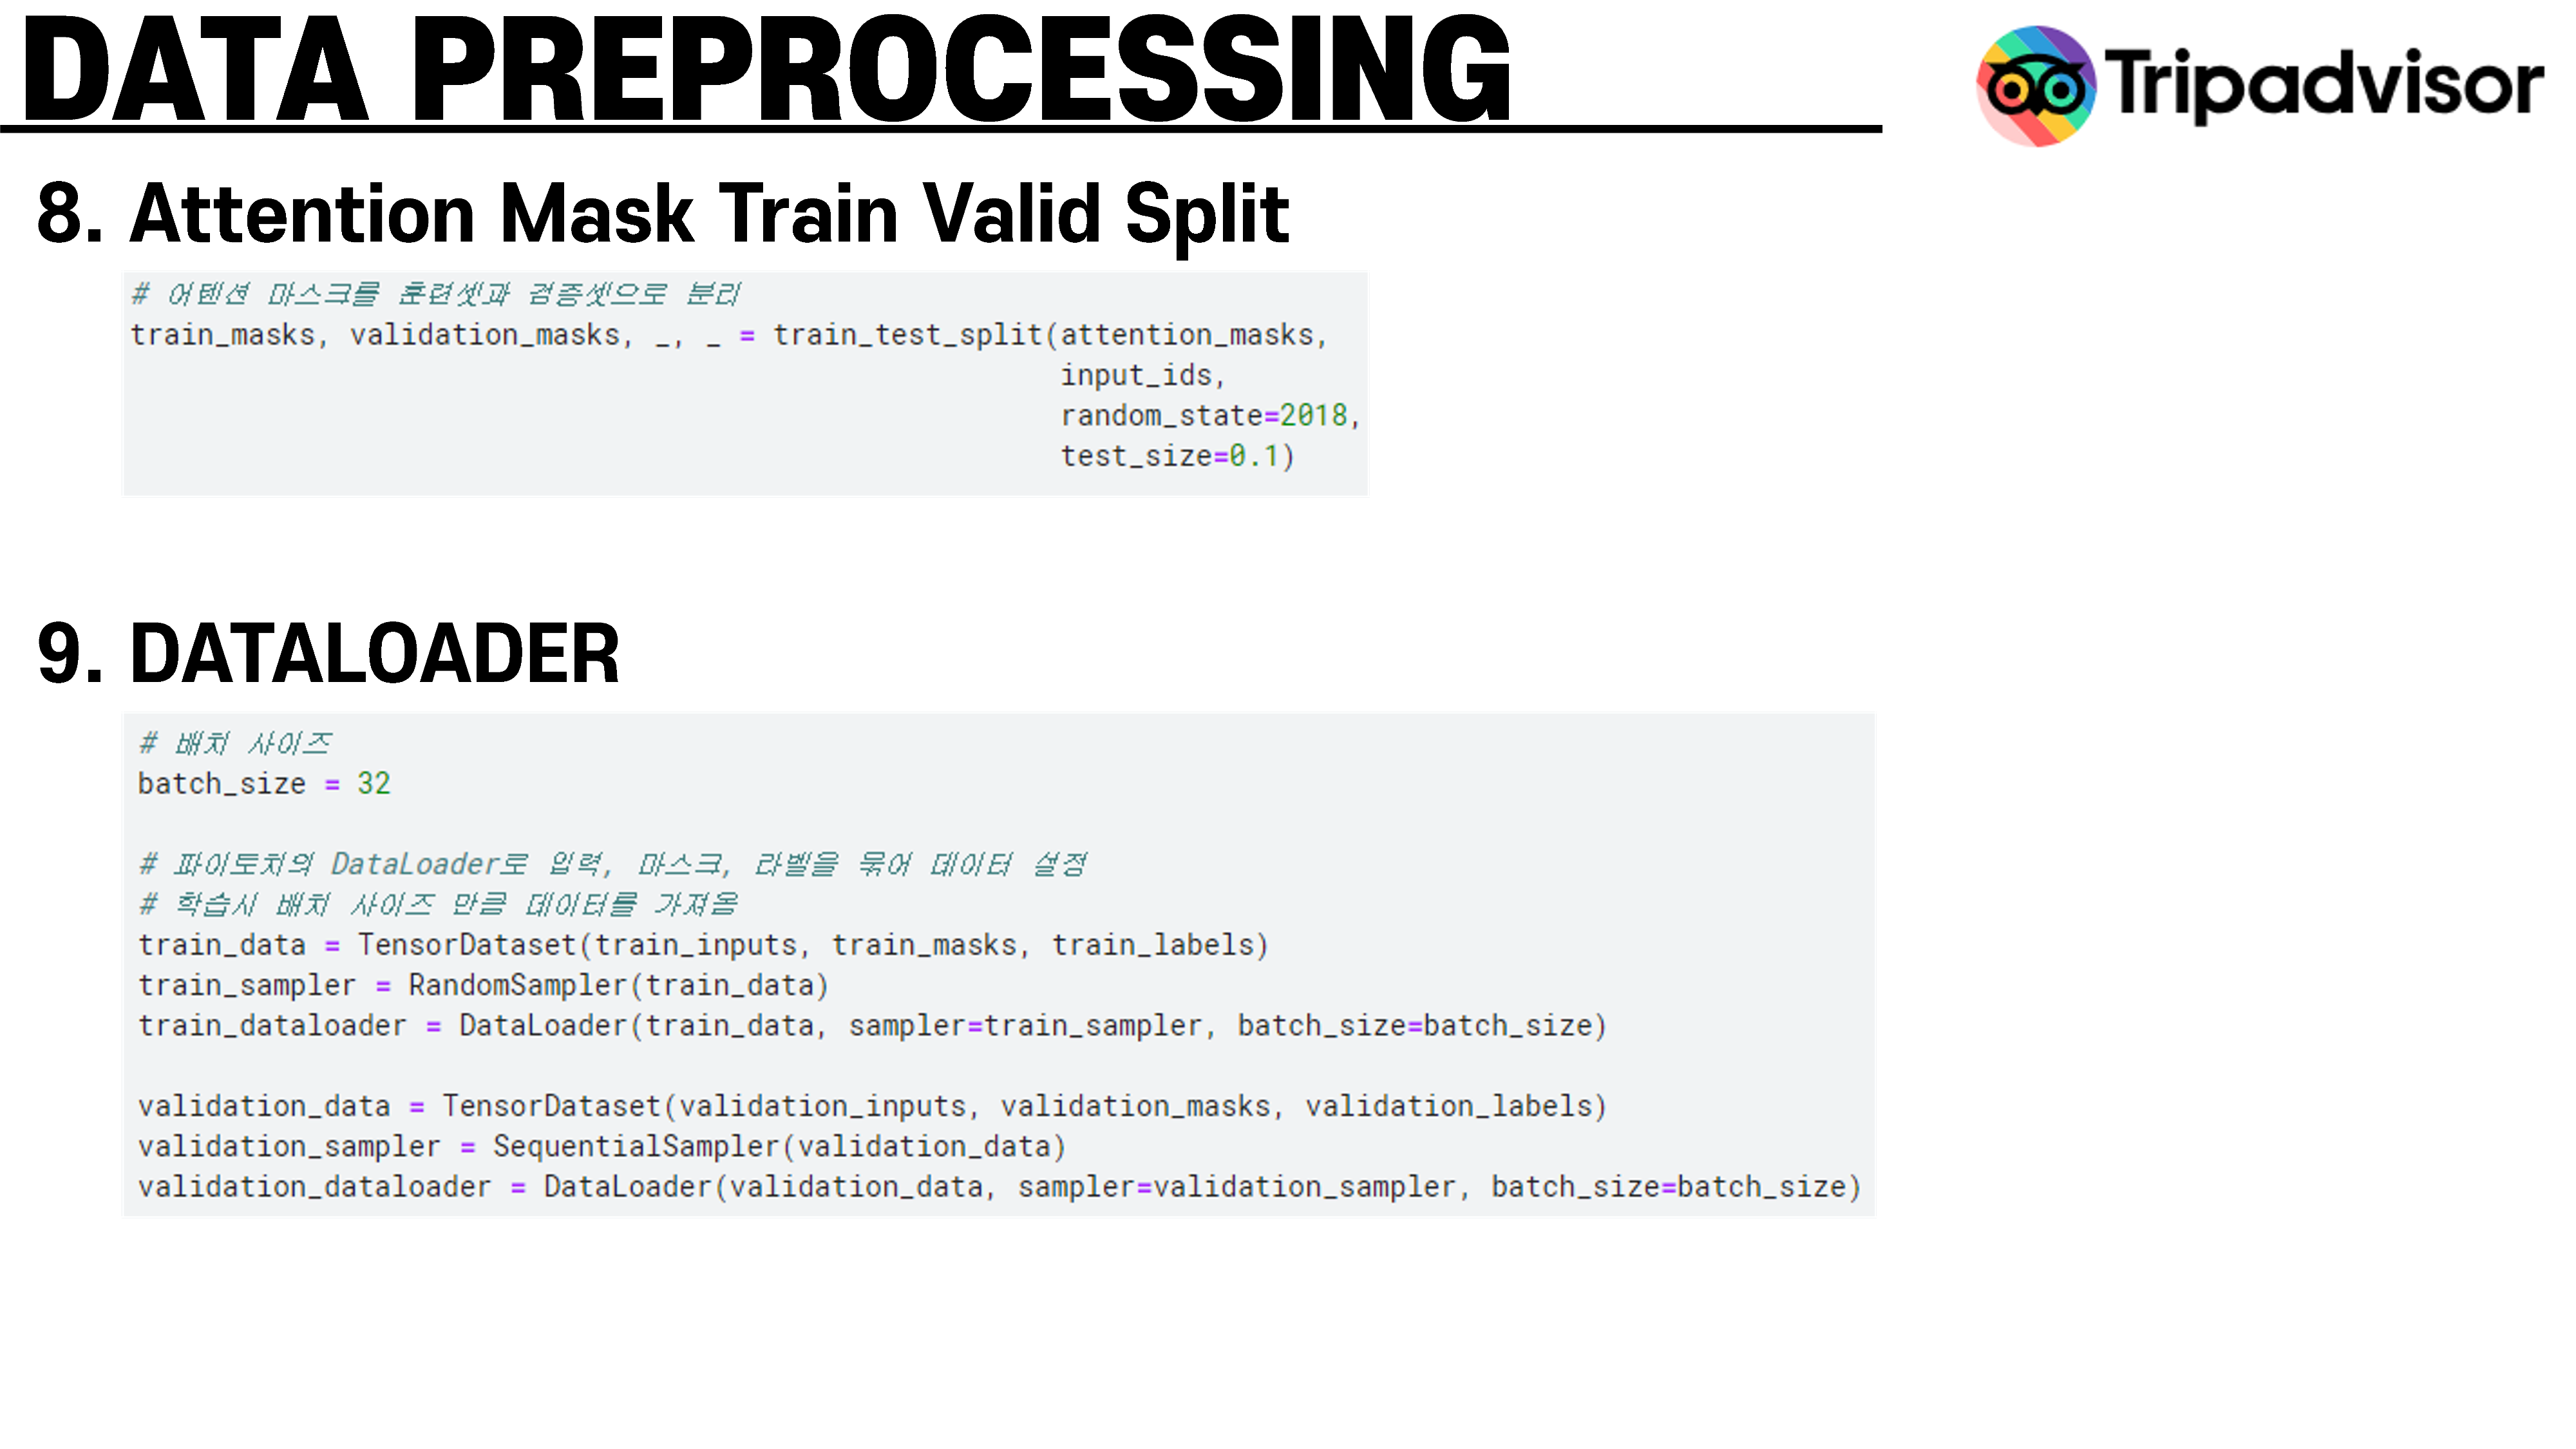 DATA PREPROCESSING
Tripadvisor
8. Attention Mask Train Valid Split
# 어텐션 마스크를 훈련셋과 검증셋으로 분리
train_masks, validation_masks, _, _ = train_test_split(attention_masks,
input_ids,
random_state=2018,
test_size=0.1)
9. DATALOADER
# 배치 사이즈
batch_size = 32
# 파이토치의 DataLoader로 입력, 마스크, 라벨을 묶어 데이터 설정
# 학습시 배치 사이즈 만큼 데이터를 가져옴
train_data = TensorDataset(train_inputs, train_masks, train_labels)
train_sampler = RandomSampler(train_data)
train_dataloader = DataLoader(train_data, sampler=train_sampler, batch_size=batch_size)
validation_data = TensorDataset(validation_inputs, validation_masks, validation_labels)
validation_sampler = SequentialSampler(validation_data)
validation_dataloader = DataLoader(validation_data, sampler=validation_sampler, batch_size=batch_size)